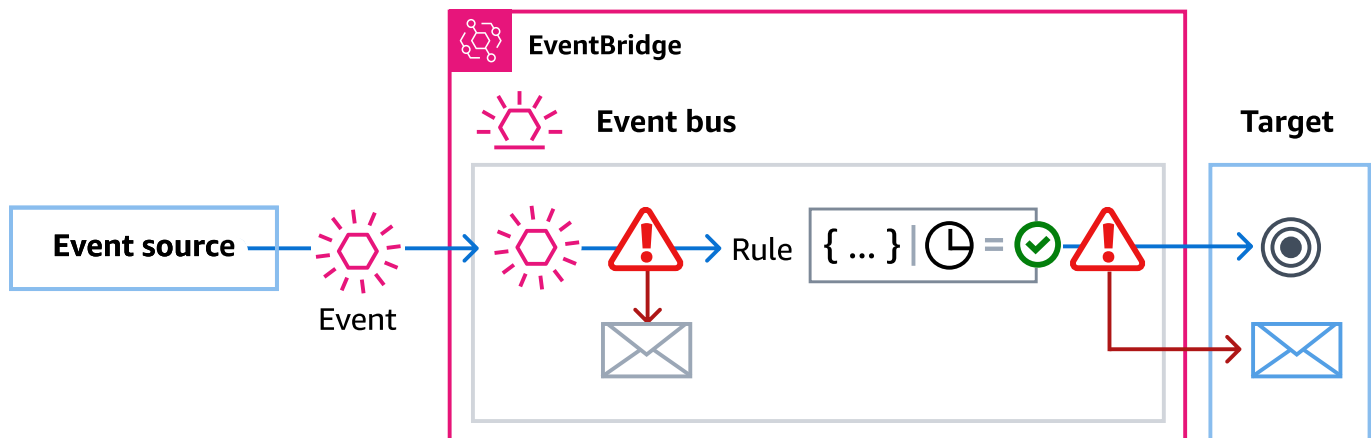 EventBridge
Event bus
Target
Event source
Event
Rule
{ ... } | =